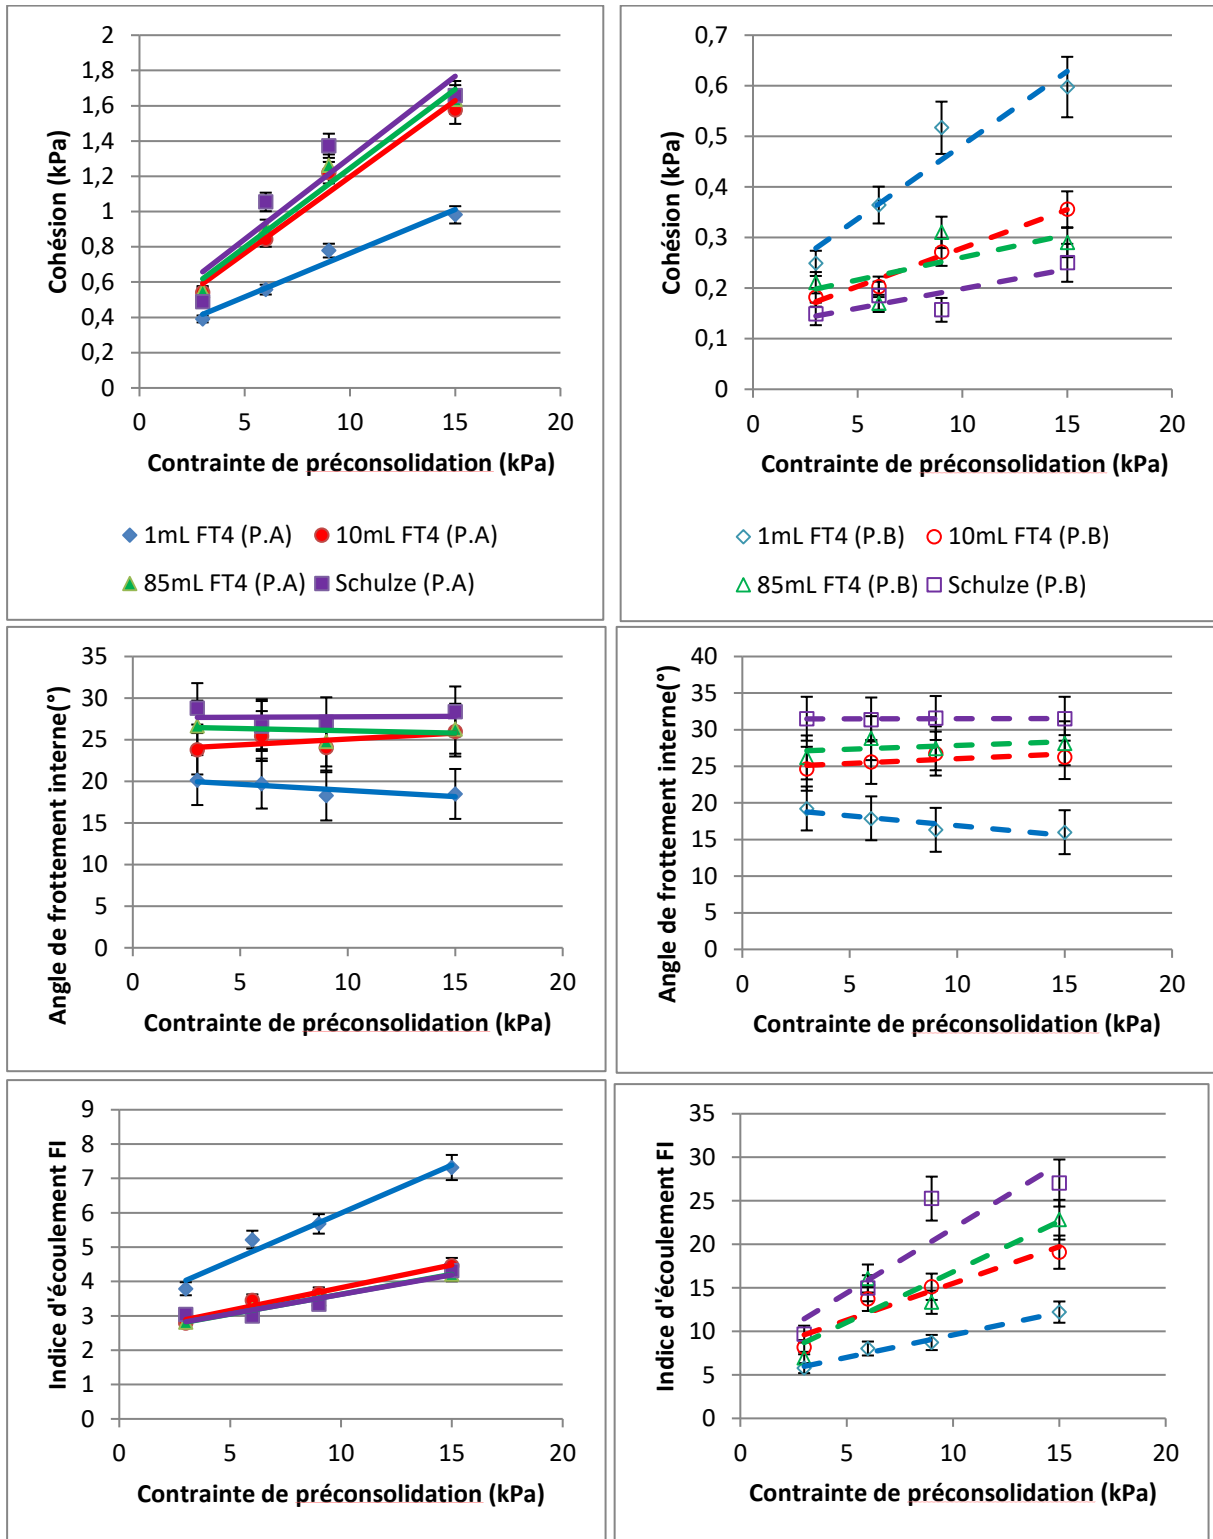 2
1,8
1,6
1,4
1,2
1
0,8
0,6
0,4
0,2
0
0 5 10 15 20
Cohésion (kPa)
Contrainte de préconsolidation (kPa)
1mL FT4 (P.A) 10mL FT4 (P.A)
85mL FT4 (P.A) Schulze (P.A)
0,7
0,6
0,5
0,4
0,3
0,2
0,1
0
0 5 10 15 20
Cohésion (kPa)
Contrainte de préconsolidation (kPa)
1mL FT4 (P.B) 10mL FT4 (P.B)
85mL FT4 (P.B) Schulze (P.B)
35
30
25
20
15
10
5
0
0 5 10 15 20
Angle de frottement interne(°)
Contrainte de préconsolidation (kPa)
40
35
30
25
20
15
10
5
0
0 5 10 15 20
Angle de frottement interne(°)
Contrainte de préconsolidation (kPa)
9
8
7
6
5
4
3
2
1
0
0 5 10 15 20
Indice d'écoulement FI
Contrainte de préconsolidation (kPa)
35
30
25
20
15
10
5
0
0 5 10 15 20
Indice d'écoulement FI
Contrainte de préconsolidation (kPa)